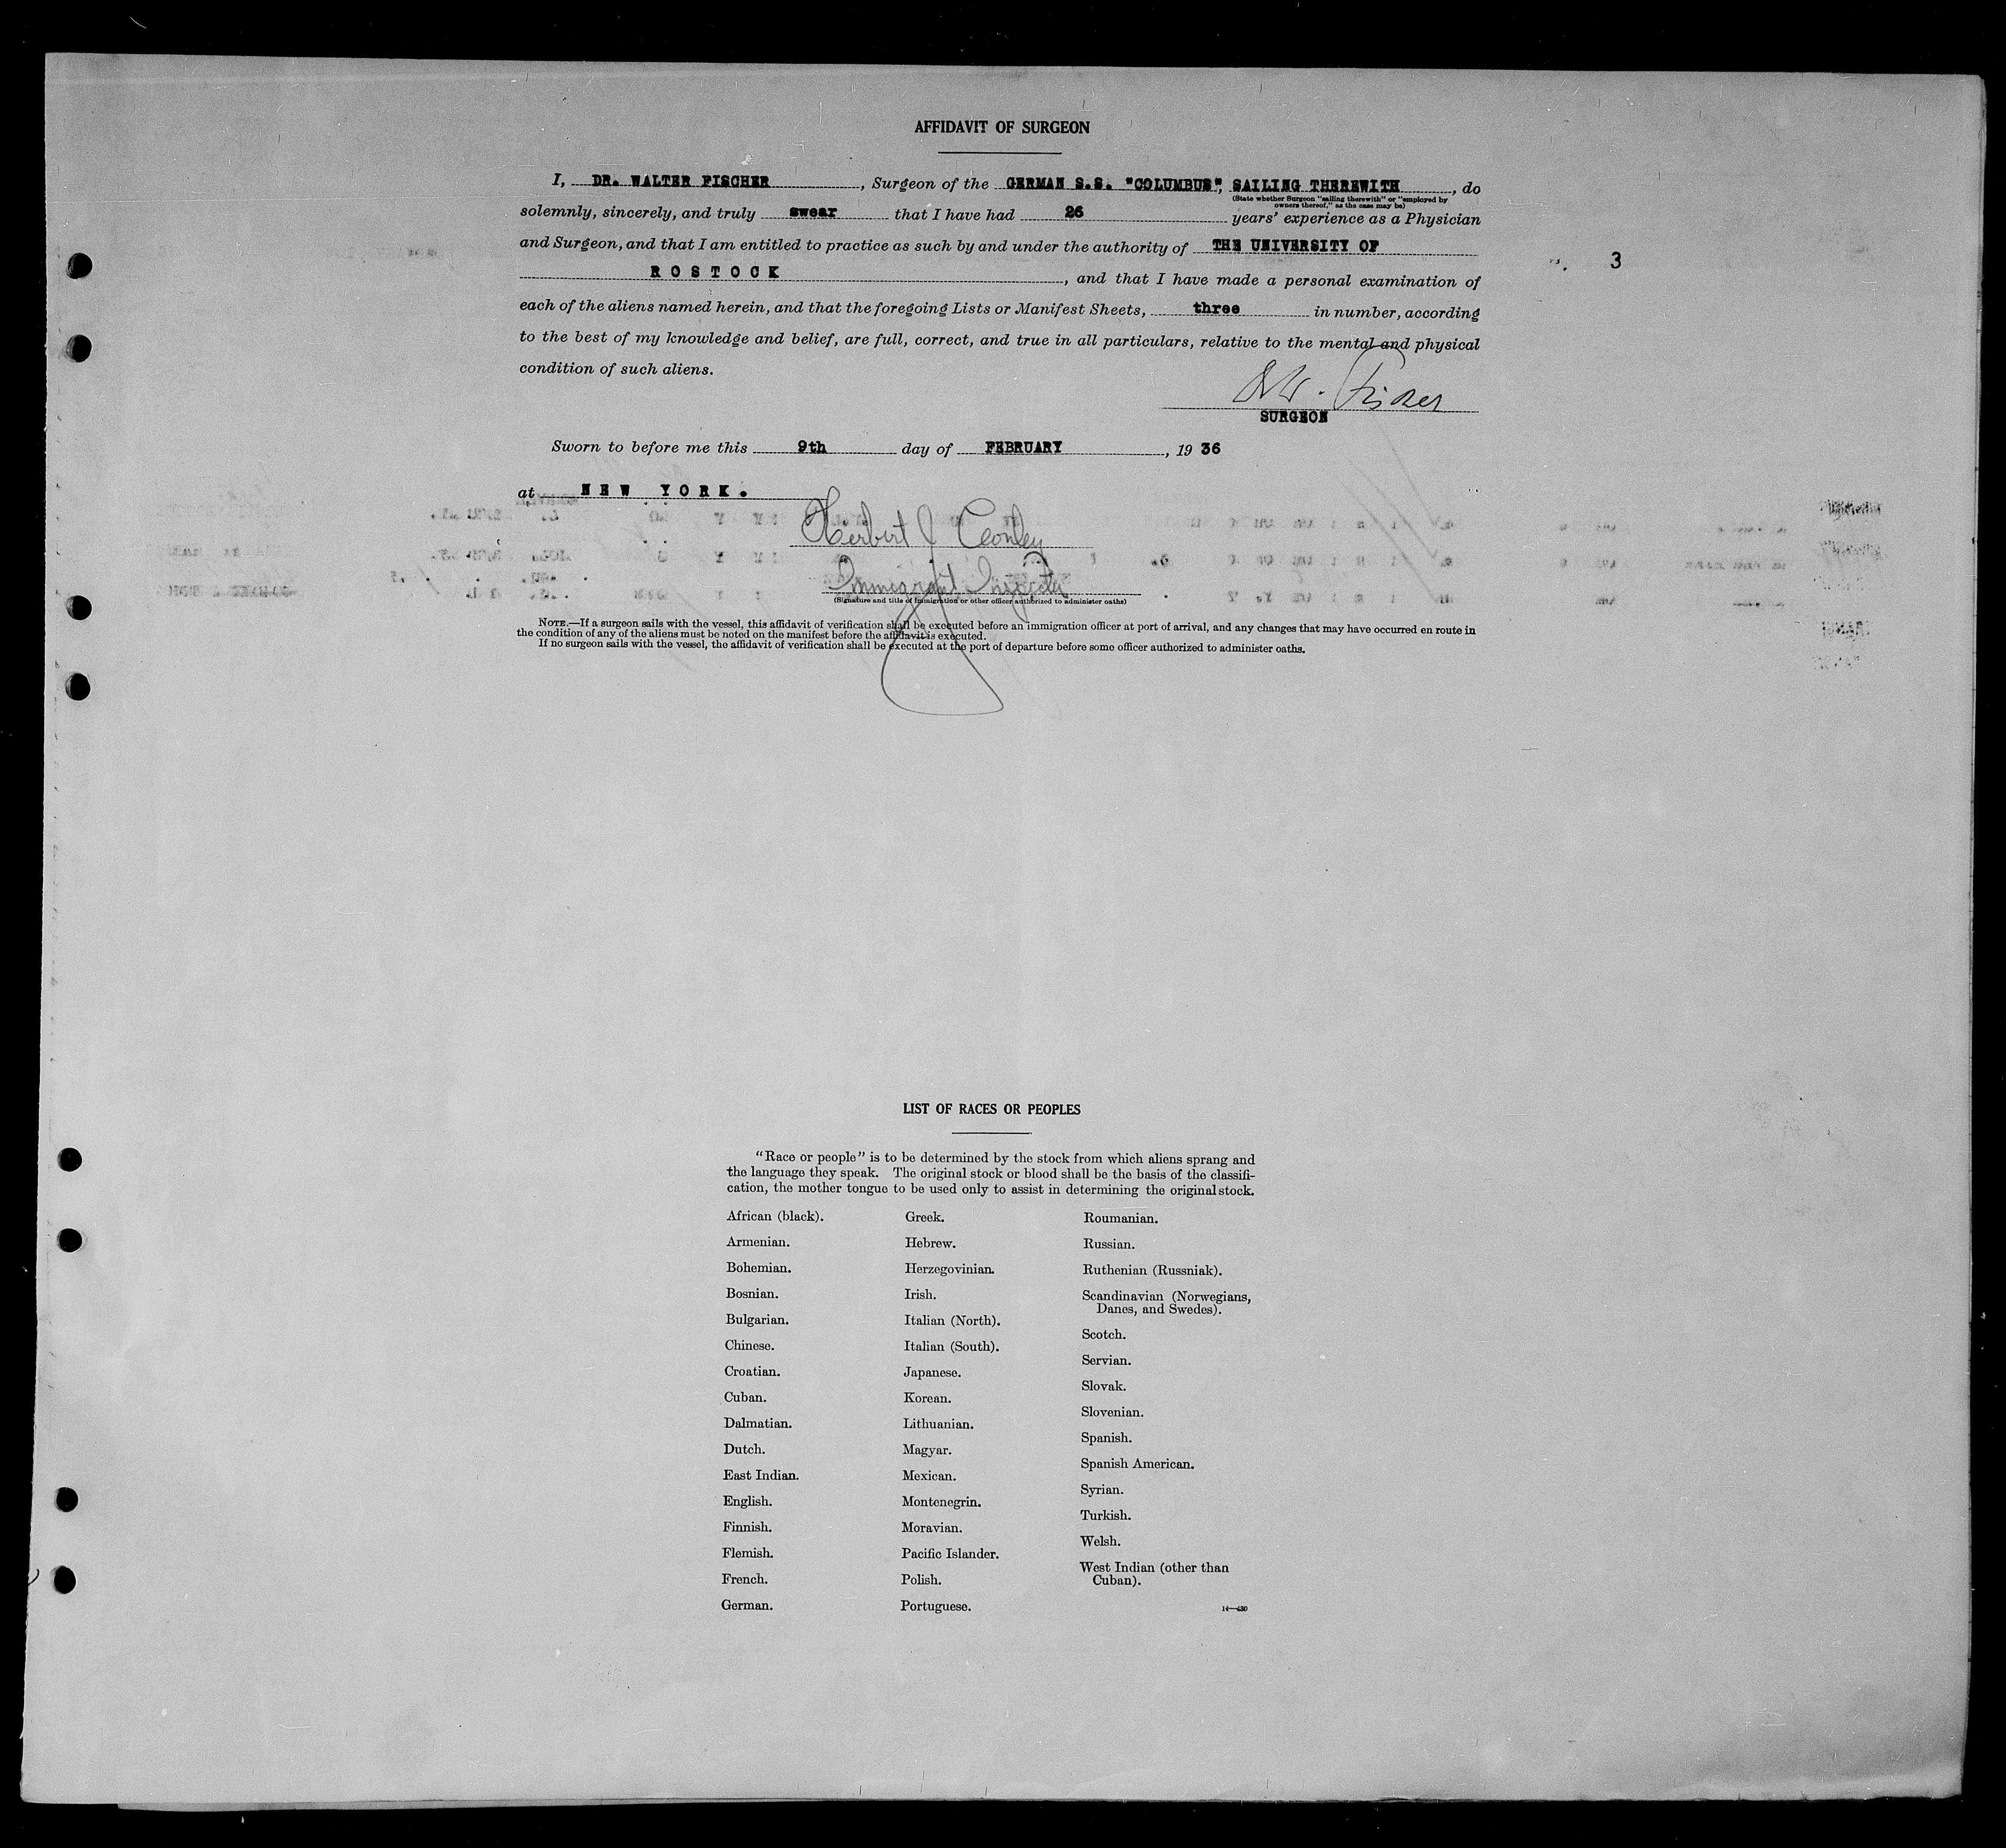 AFFIDAVIT OF SURGEON
I, DR. WALTER FISCHER, Surgeon of the GERMAN S.S. "COLUMBUS", SAILING THEREWITH, do
(State whether Surgeon "sailing therewith" or "employed by
owners thereof," as the case may be)
solemnly, sincerely, and truly swear that I have had 26 years' experience as a Physician
and Surgeon, and that I am entitled to practice as such by and under the authority of THE UNIVERSITY OF
3
ROSTOCK, and that I have made a personal examination of
each of the aliens named herein, and that the foregoing Lists or Manifest Sheets, three in number, according
to the best of my knowledge and belief, are full, correct, and true in all particulars, relative to the mental and physical
condition of such aliens.
SURGEON
Sworn to before me this 9th day of FEBRUARY, 1936
at NEW YORK.
Herbert J Conley
Immigrant Inspector
(Signature and title of immigration or other officer authorized to administer oaths)
NOTE.—If a surgeon sails with the vessel, this affidavit of verification shall be executed before an immigration officer at port of arrival, and any changes that may have occurred en route in
the condition of any of the aliens must be noted on the manifest before the affidavit is executed.
If no surgeon sails with the vessel, the affidavit of verification shall be executed at the port of departure before some officer authorized to administer oaths.
LIST OF RACES OR PEOPLES
"Race or people" is to be determined by the stock from which aliens sprang and
the language they speak. The original stock or blood shall be the basis of the classifi-
cation, the mother tongue to be used only to assist in determining the original stock.
African (black).
Armenian.
Bohemian.
Bosnian.
Bulgarian.
Chinese.
Croatian.
Cuban.
Dalmatian.
Dutch.
East Indian.
English.
Finnish.
Flemish.
French.
German.
Greek.
Hebrew.
Herzegovinian.
Irish.
Italian (North).
Italian (South).
Japanese.
Korean.
Lithuanian.
Magyar.
Mexican.
Montenegrin.
Moravian.
Pacific Islander.
Polish.
Portuguese.
Roumanian.
Russian.
Ruthenian (Russniak).
Scandinavian (Norwegians,
Danes, and Swedes).
Scotch.
Servian.
Slovak.
Slovenian.
Spanish.
Spanish American.
Syrian.
Turkish.
Welsh.
West Indian (other than
Cuban).
14—430